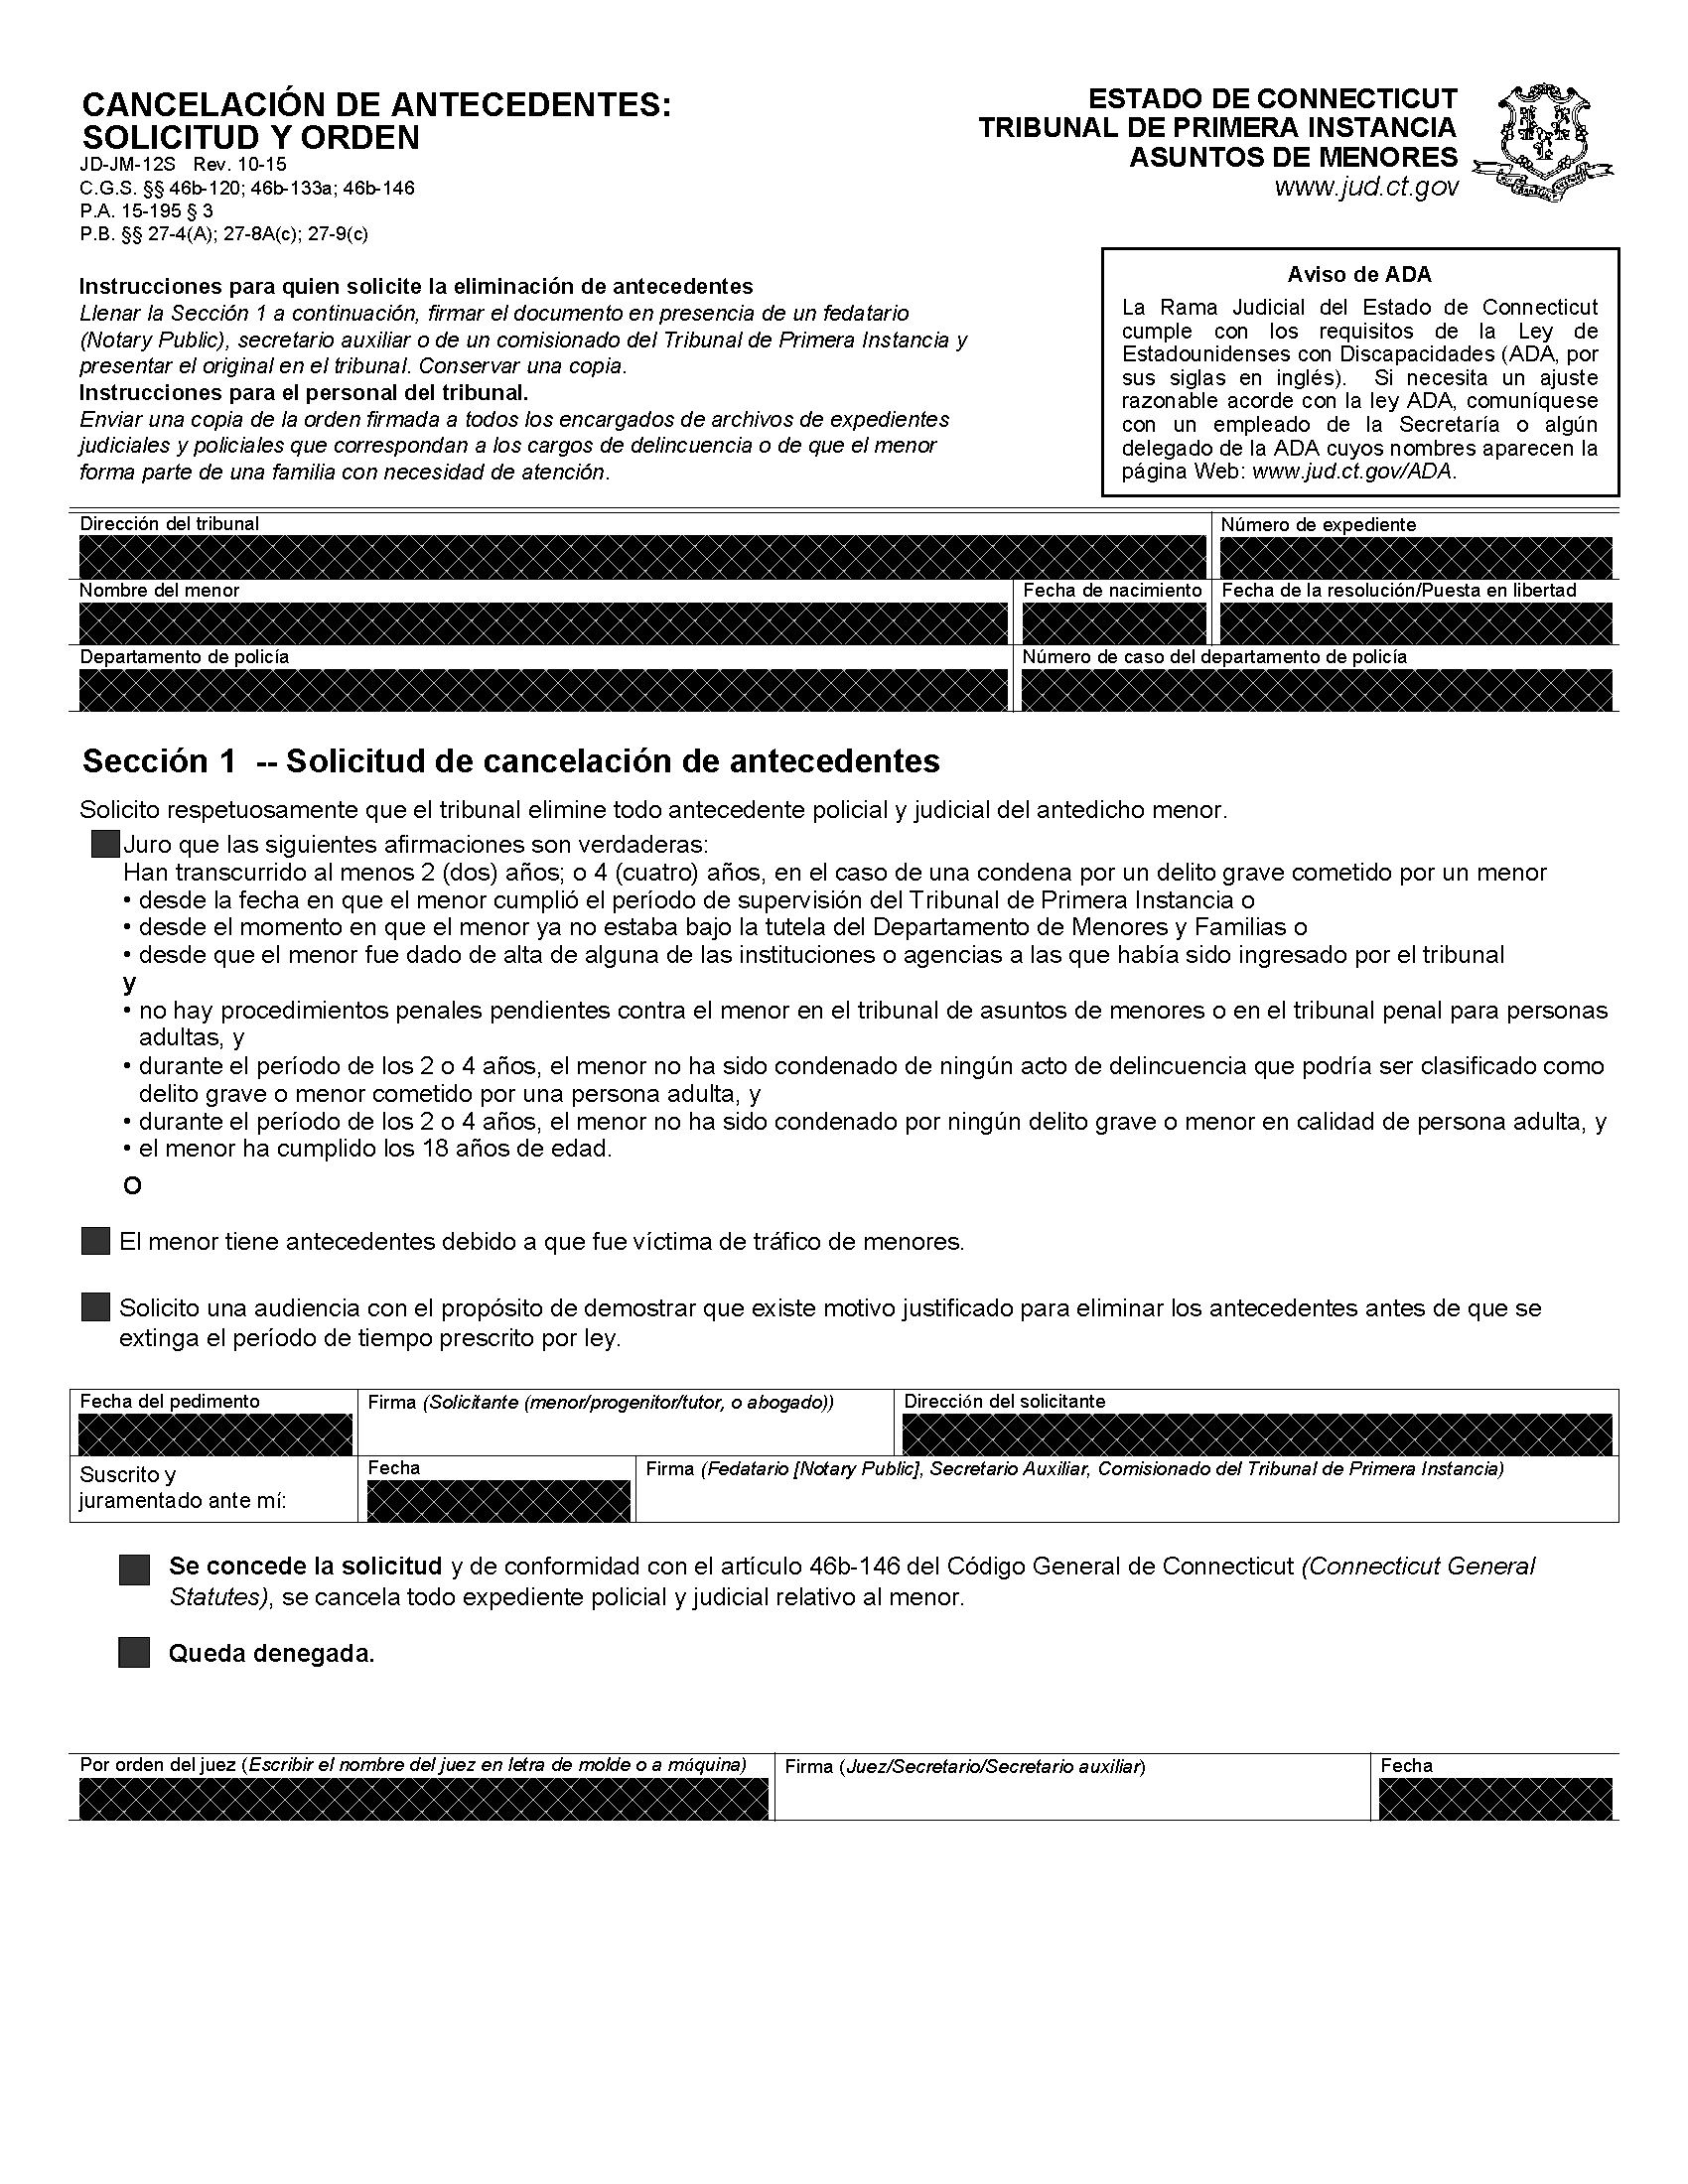 CANCELACIÓN DE ANTECEDENTES:
SOLICITUD Y ORDEN
JD-JM-12S Rev. 10-15
C.G.S. §§ 46b-120; 46b-133a; 46b-146
P.A. 15-195 § 3
P.B. §§ 27-4(A); 27-8A(c); 27-9(c)
ESTADO DE CONNECTICUT
TRIBUNAL DE PRIMERA INSTANCIA
ASUNTOS DE MENORES
www.jud.ct.gov
Instrucciones para quien solicite la eliminación de antecedentes
Llenar la Sección 1 a continuación, firmar el documento en presencia de un fedatario
(Notary Public), secretario auxiliar o de un comisionado del Tribunal de Primera Instancia y
presentar el original en el tribunal. Conservar una copia.
Instrucciones para el personal del tribunal.
Enviar una copia de la orden firmada a todos los encargados de archivos de expedientes
judiciales y policiales que correspondan a los cargos de delincuencia o de que el menor
forma parte de una familia con necesidad de atención.
Aviso de ADA
La Rama Judicial del Estado de Connecticut
cumple con los requisitos de la Ley de
Estadounidenses con Discapacidades (ADA, por
sus siglas en inglés). Si necesita un ajuste
razonable acorde con la ley ADA, comuníquese
con un empleado de la Secretaría o algún
delegado de la ADA cuyos nombres aparecen la
página Web: www.jud.ct.gov/ADA.
Dirección del tribunal
Número de expediente
Nombre del menor
Fecha de nacimiento
Fecha de la resolución/Puesta en libertad
Departamento de policía
Número de caso del departamento de policía
Sección 1 -- Solicitud de cancelación de antecedentes
Solicito respetuosamente que el tribunal elimine todo antecedente policial y judicial del antedicho menor.
Juro que las siguientes afirmaciones son verdaderas:
Han transcurrido al menos 2 (dos) años; o 4 (cuatro) años, en el caso de una condena por un delito grave cometido por un menor
• desde la fecha en que el menor cumplió el período de supervisión del Tribunal de Primera Instancia o
• desde el momento en que el menor ya no estaba bajo la tutela del Departamento de Menores y Familias o
• desde que el menor fue dado de alta de alguna de las instituciones o agencias a las que había sido ingresado por el tribunal
y
• no hay procedimientos penales pendientes contra el menor en el tribunal de asuntos de menores o en el tribunal penal para personas
adultas, y
• durante el período de los 2 o 4 años, el menor no ha sido condenado de ningún acto de delincuencia que podría ser clasificado como
delito grave o menor cometido por una persona adulta, y
• durante el período de los 2 o 4 años, el menor no ha sido condenado por ningún delito grave o menor en calidad de persona adulta, y
• el menor ha cumplido los 18 años de edad.
O
El menor tiene antecedentes debido a que fue víctima de tráfico de menores.
Solicito una audiencia con el propósito de demostrar que existe motivo justificado para eliminar los antecedentes antes de que se
extinga el período de tiempo prescrito por ley.
Fecha del pedimento
Firma (Solicitante (menor/progenitor/tutor, o abogado))
Dirección del solicitante
Suscrito y
juramentado ante mí:
Fecha
Firma (Fedatario [Notary Public], Secretario Auxiliar, Comisionado del Tribunal de Primera Instancia)
Se concede la solicitud y de conformidad con el artículo 46b-146 del Código General de Connecticut (Connecticut General
Statutes), se cancela todo expediente policial y judicial relativo al menor.
Queda denegada.
Por orden del juez (Escribir el nombre del juez en letra de molde o a máquina)
Firma (Juez/Secretario/Secretario auxiliar)
Fecha